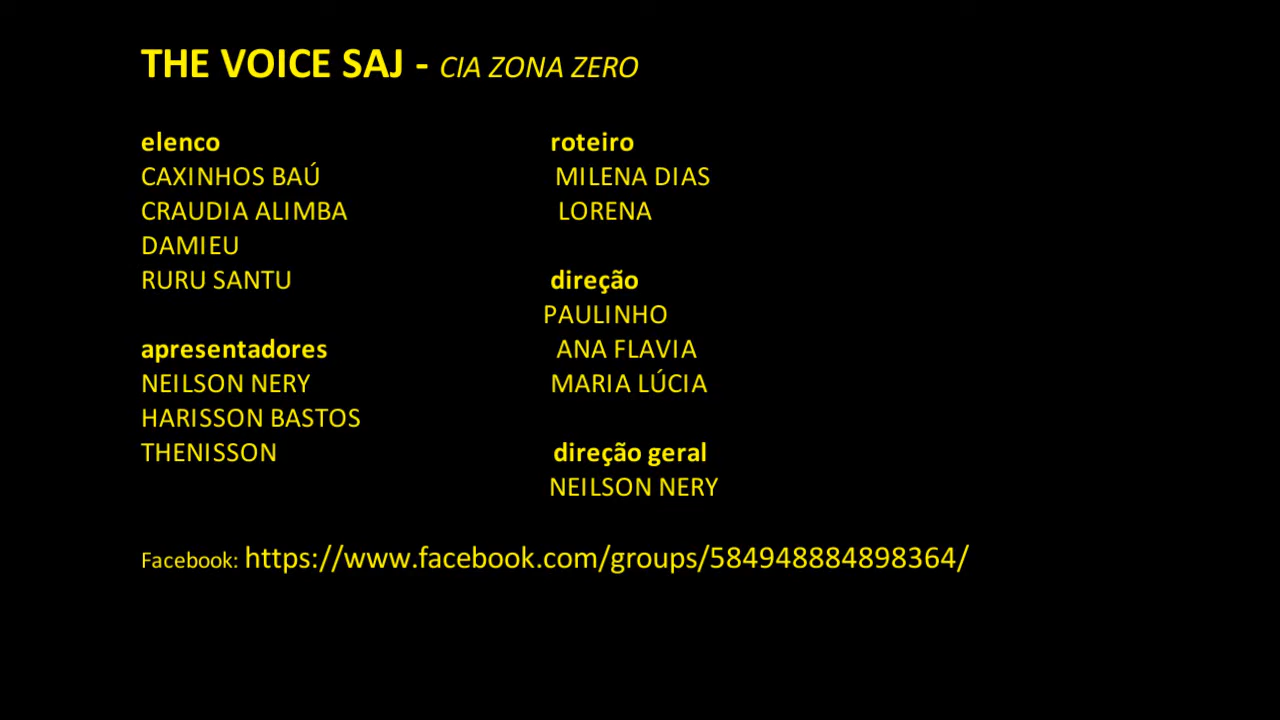 THE VOICE SAJ - CIA ZONA ZERO
elenco
CAXINHOS BAÚ
CRAUDIA ALIMBA
DAMIEU
RURU SANTU
apresentadores
NEILSON NERY
HARISSON BASTOS
THENISSON
roteiro
MILENA DIAS
LORENA
direção
PAULINHO
ANA FLAVIA
MARIA LÚCIA
direção geral
NEILSON NERY
Facebook: https://www.facebook.com/groups/584948884898364/